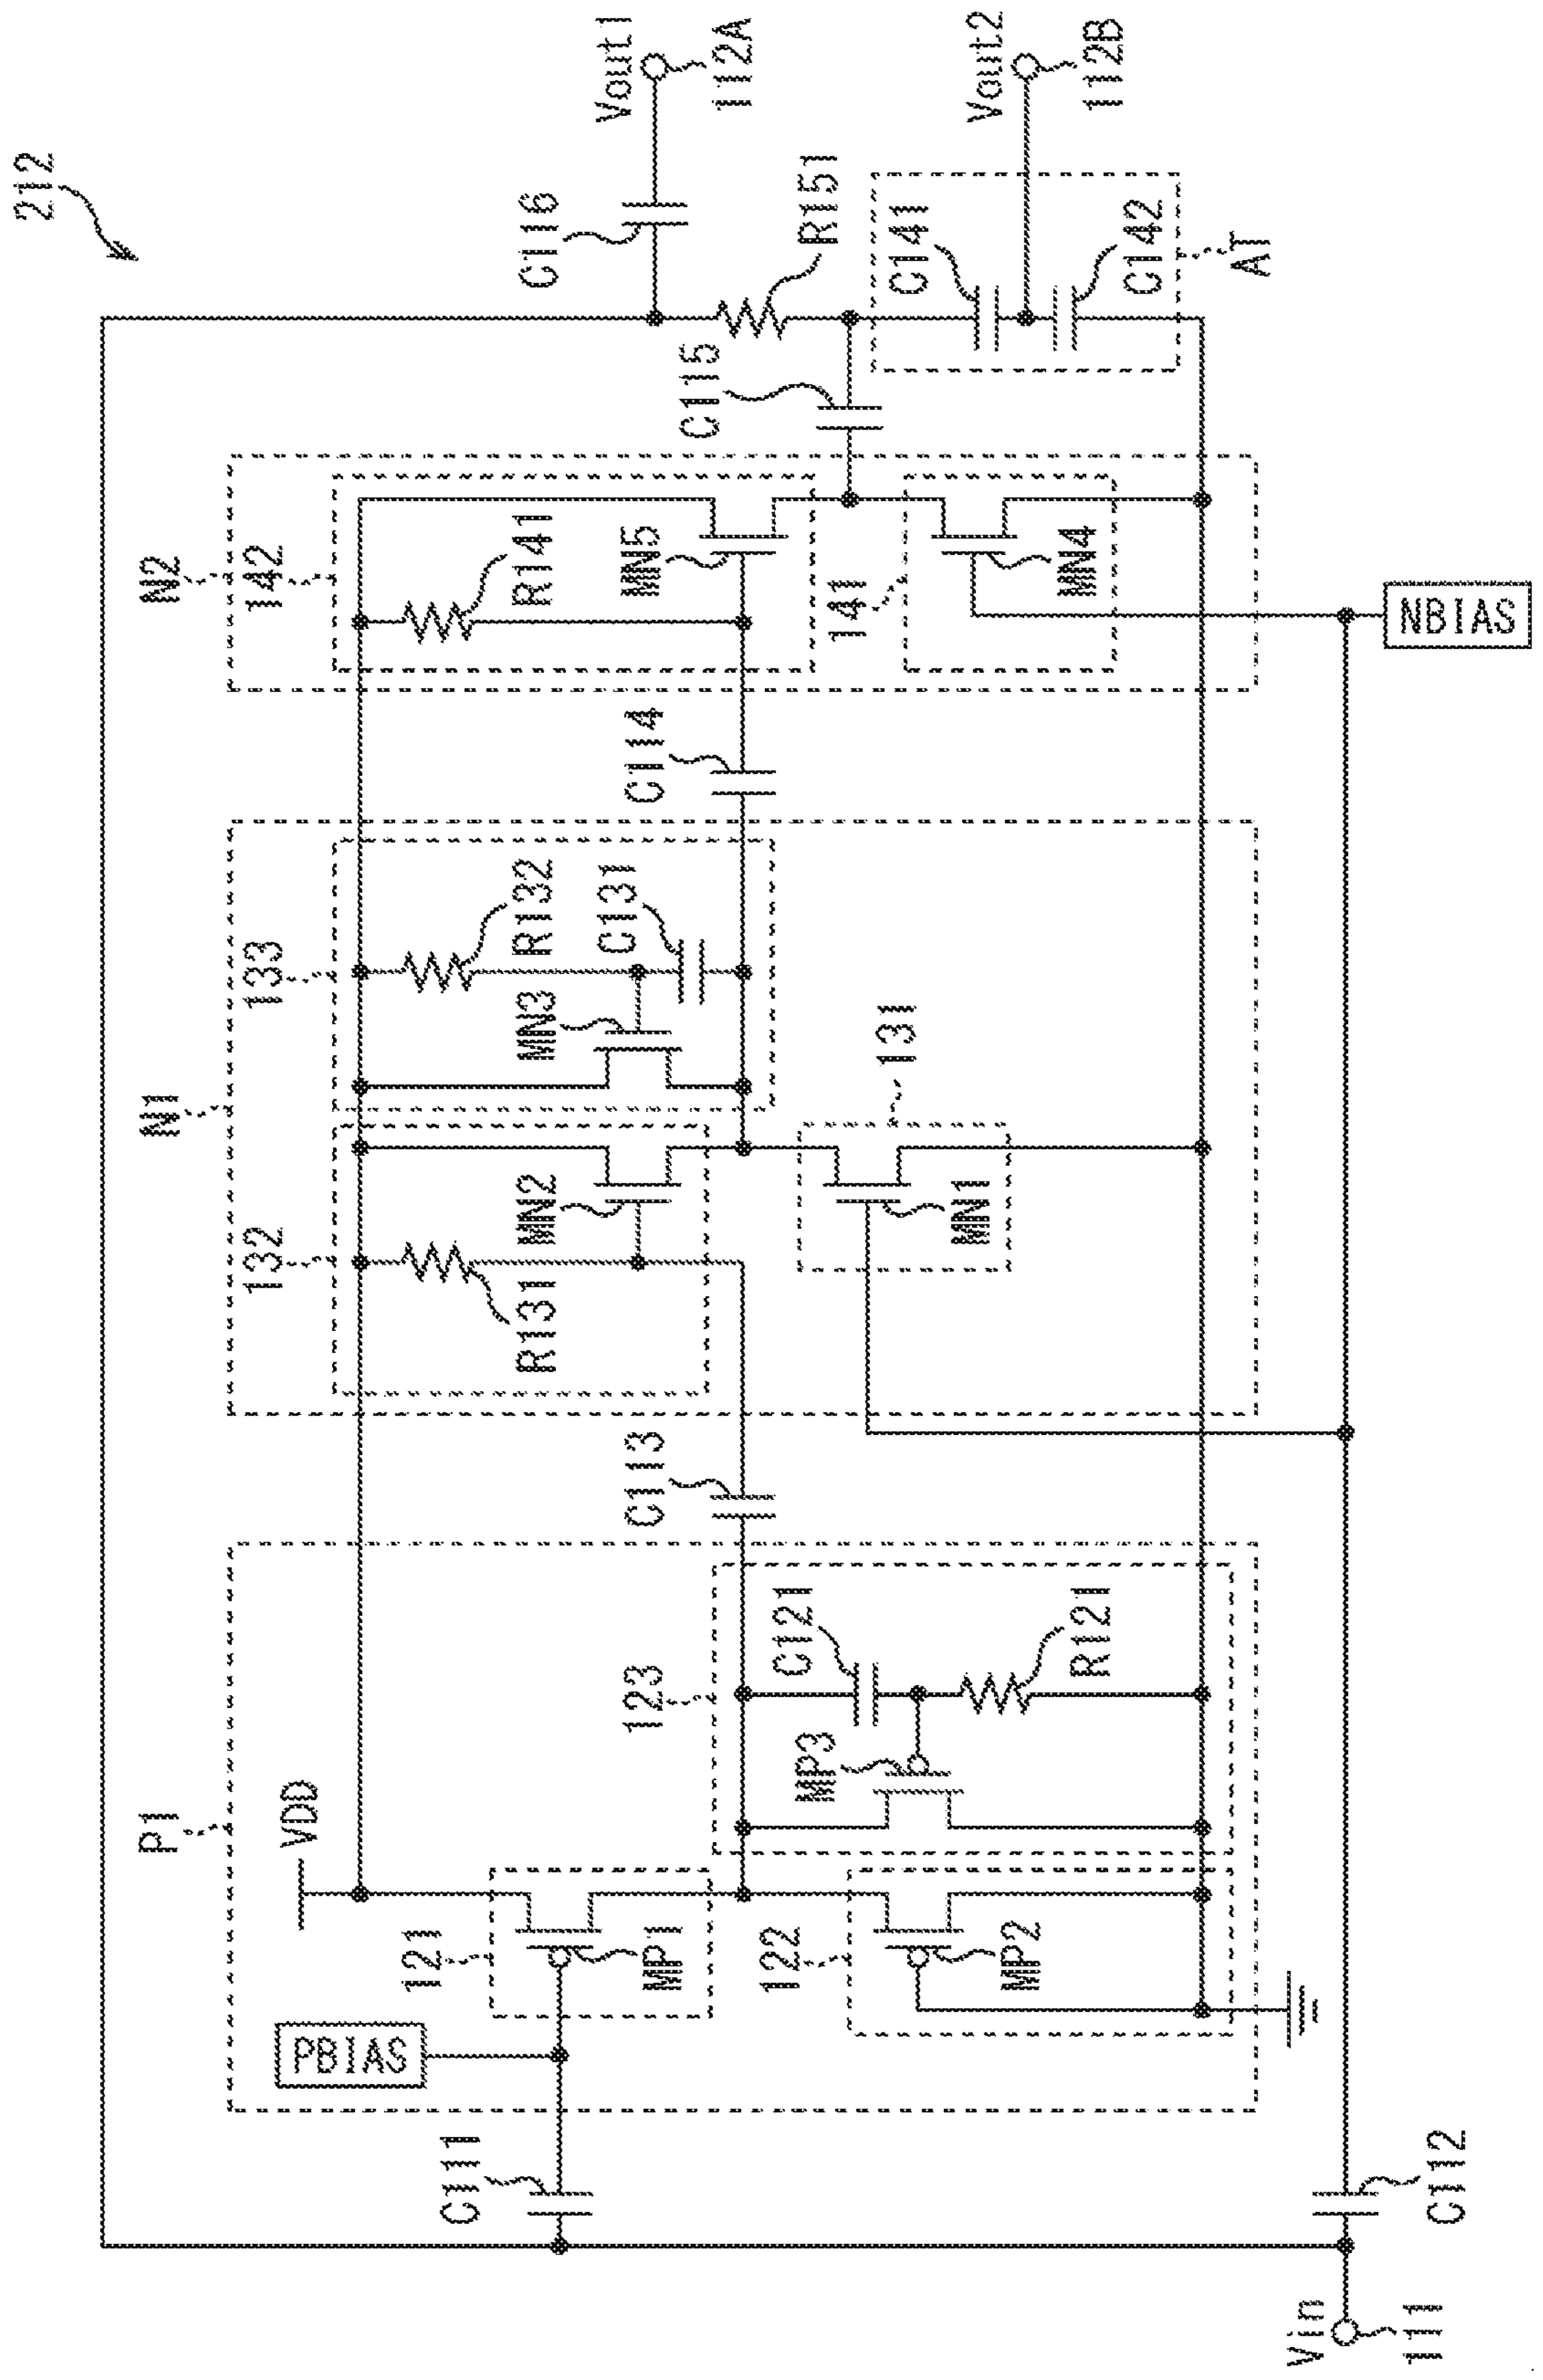 212
N1
N2
P1
VDD
132
133
142
R131
MN2
MN3
R132
C131
R141
MN5
C116
Vout1
112A
PBIAS
121
MP1
C111
123
C113
C114
C115
R151
122
MP2
MP3
C121
R121
131
MN1
141
MN4
C141
C142
Vout2
112B
AT
Vin
111
C112
NBIAS